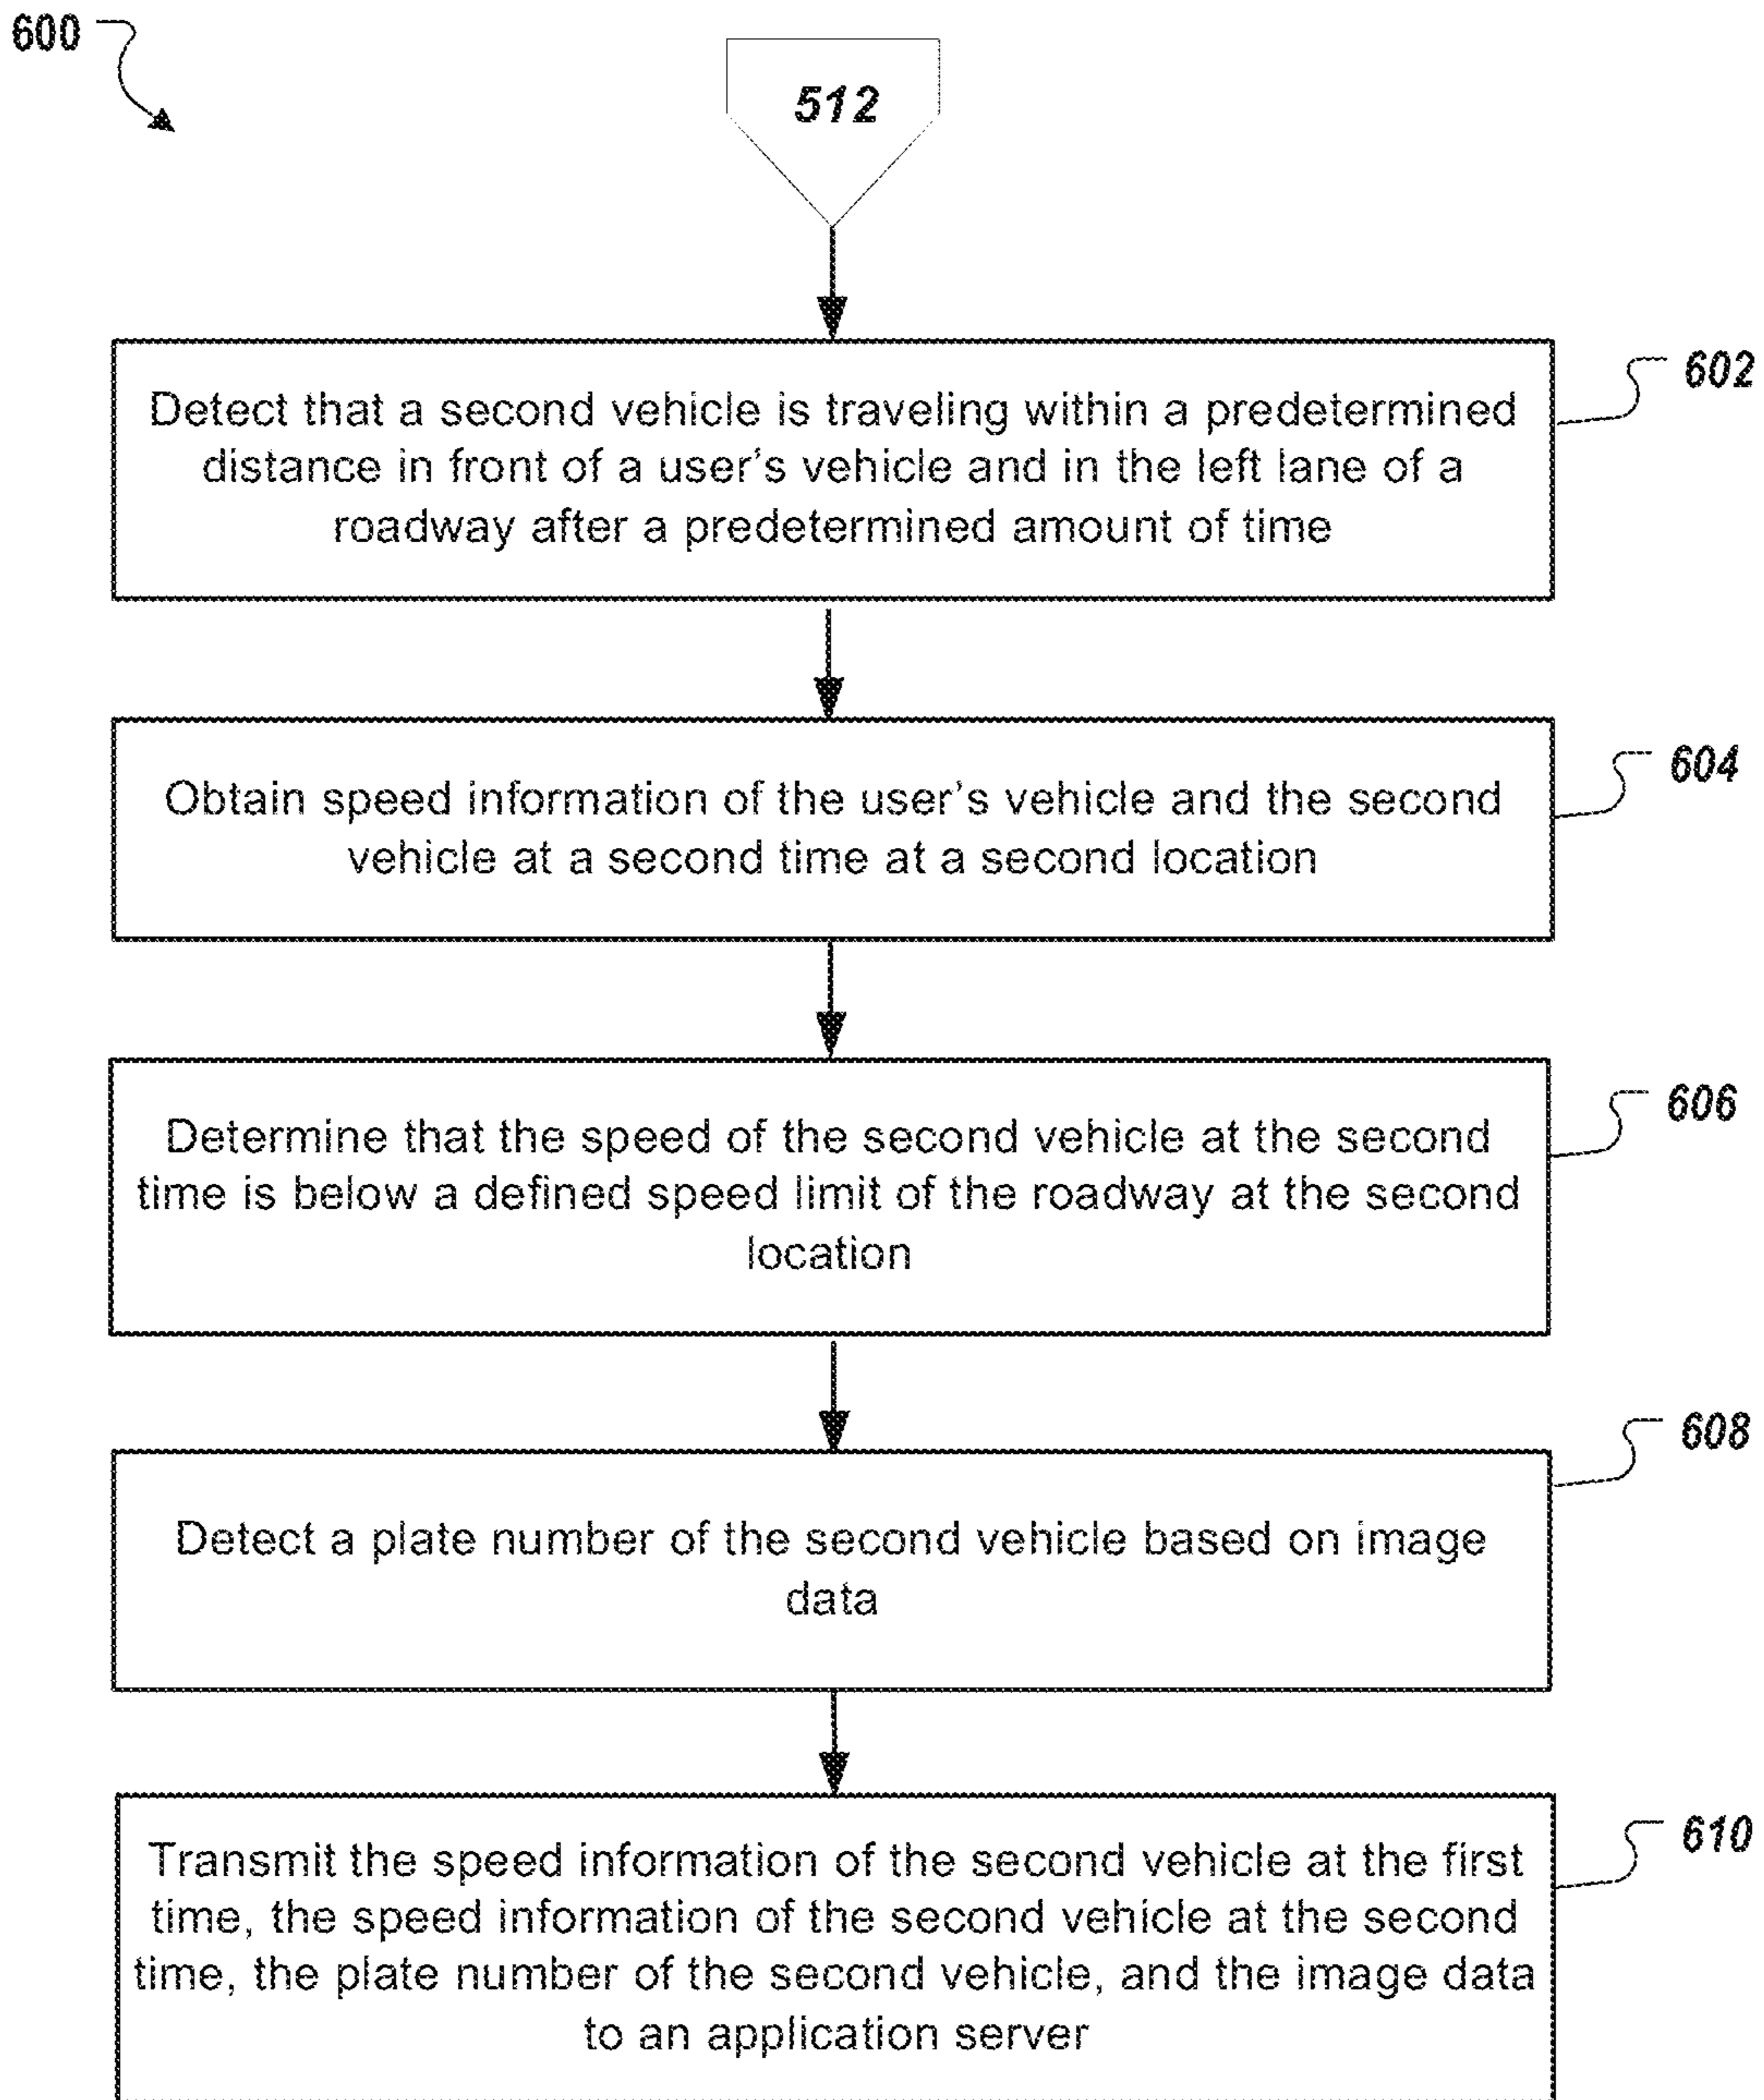 600
512
602
Detect that a second vehicle is traveling within a predetermined
distance in front of a user's vehicle and in the left lane of a
roadway after a predetermined amount of time
604
Obtain speed information of the user's vehicle and the second
vehicle at a second time at a second location
606
Determine that the speed of the second vehicle at the second
time is below a defined speed limit of the roadway at the second
location
608
Detect a plate number of the second vehicle based on image
data
610
Transmit the speed information of the second vehicle at the first
time, the speed information of the second vehicle at the second
time, the plate number of the second vehicle, and the image data
to an application server